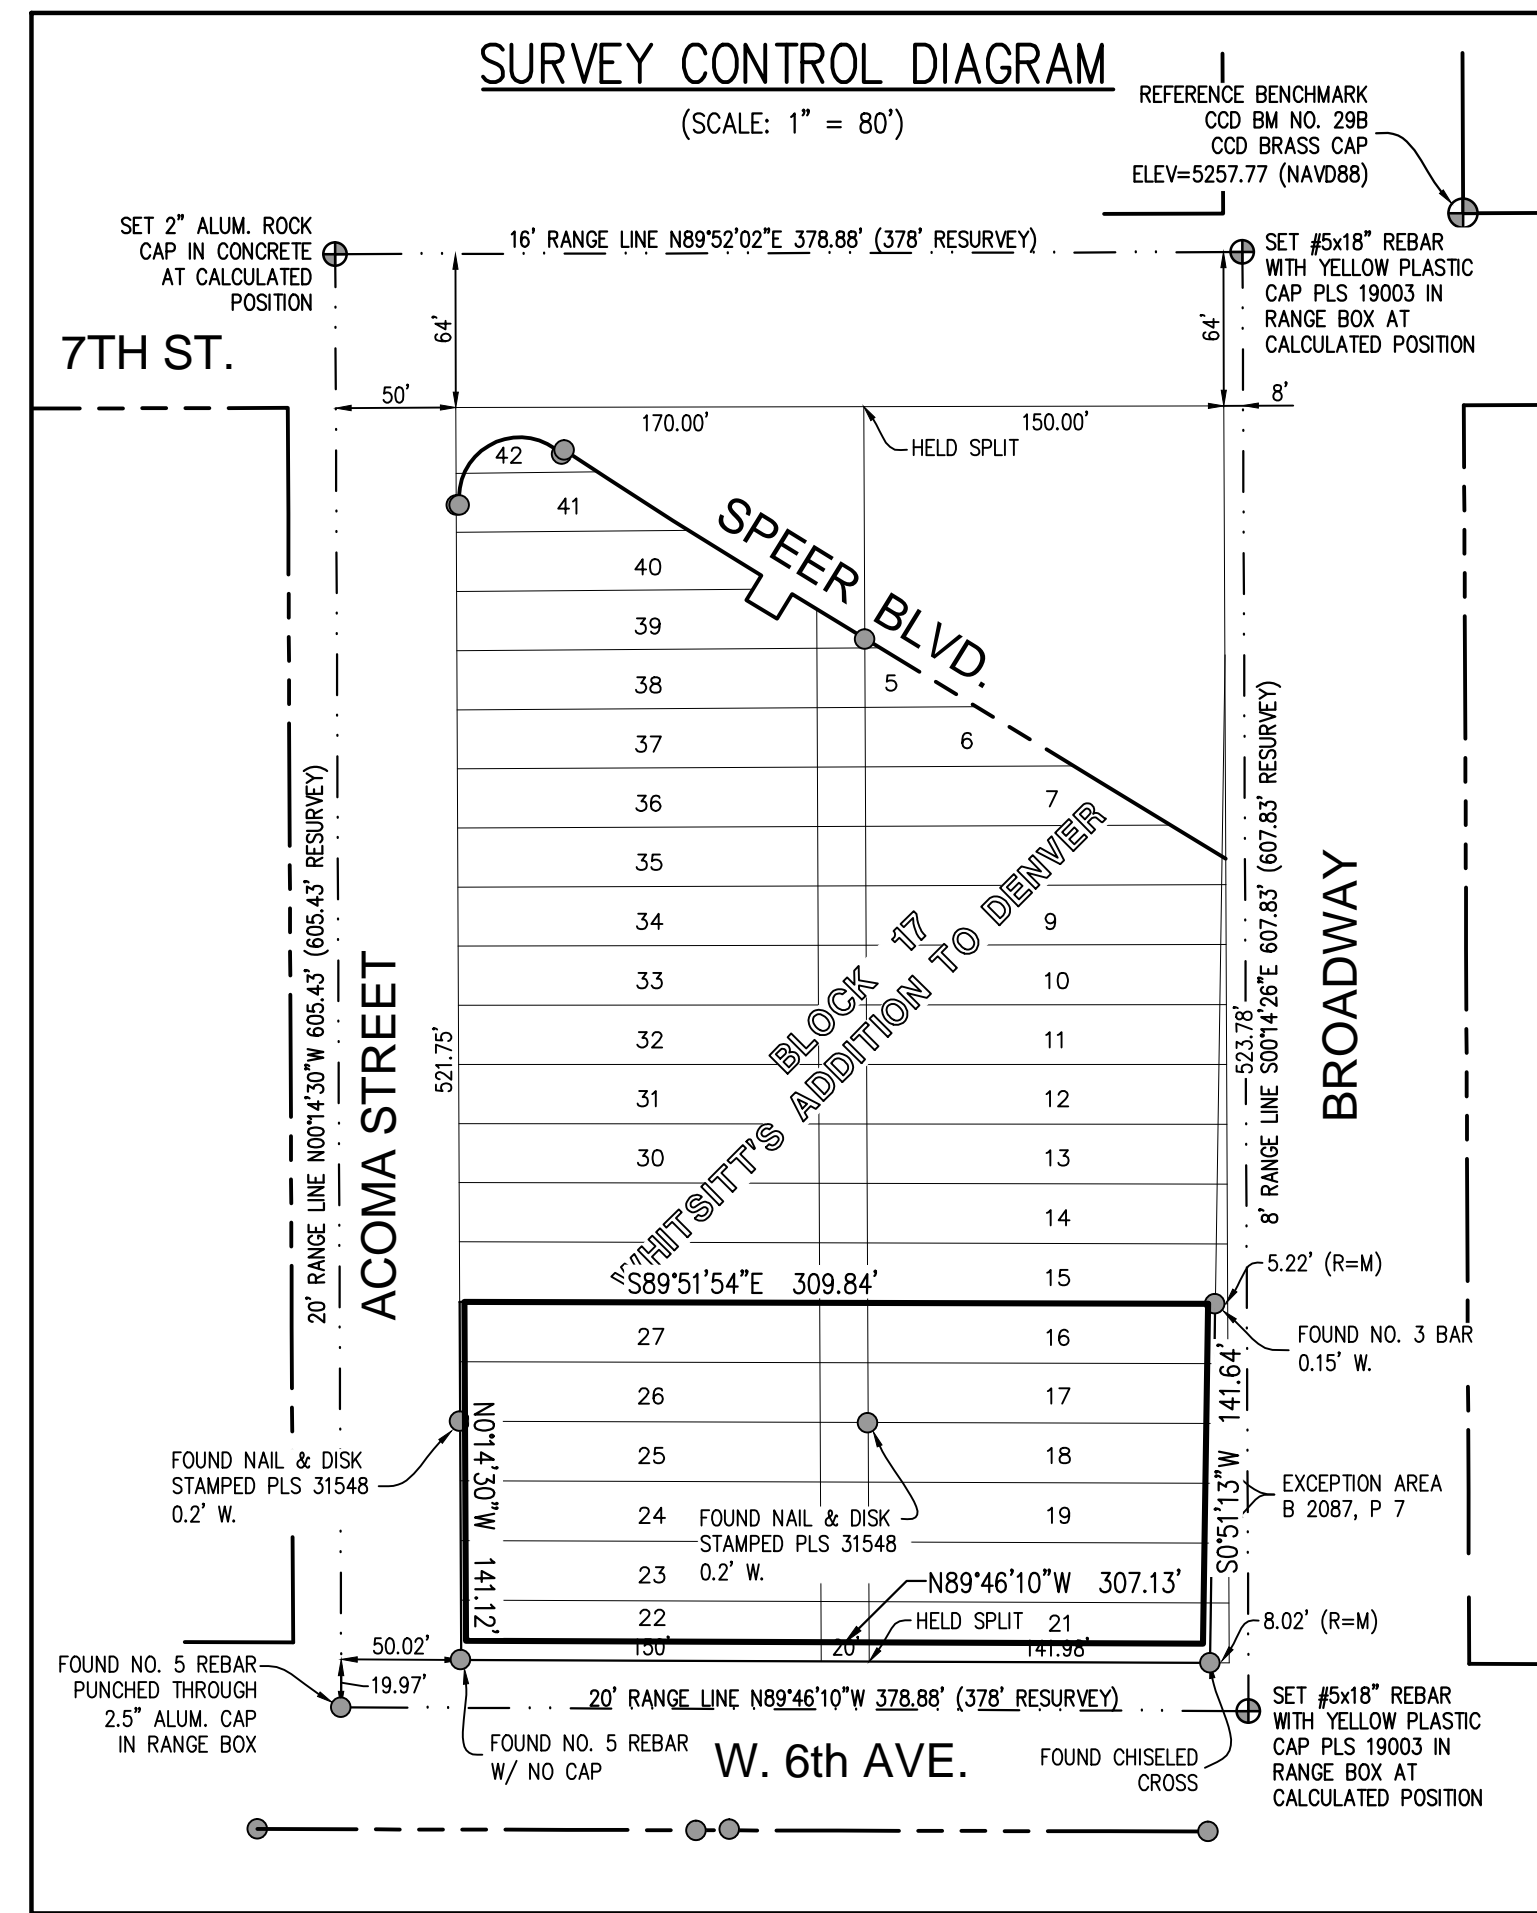 SURVEY CONTROL DIAGRAM
(SCALE: 1" = 80')
REFERENCE BENCHMARK
CCD BM NO. 29B
CCD BRASS CAP
ELEV=5257.77 (NAVD88)
SET 2" ALUM. ROCK
CAP IN CONCRETE
AT CALCULATED
POSITION
16' RANGE LINE N89°52'02"E 378.88' (378' RESURVEY)
SET #5x18" REBAR
WITH YELLOW PLASTIC
CAP PLS 19003 IN
RANGE BOX AT
CALCULATED POSITION
64'
64'
7TH ST.
50'
8'
170.00'
150.00'
HELD SPLIT
42
41
SPEER BLVD.
40
39
38
5
37
6
36
7
35
34
9
33
10
32
11
31
12
30
13
14
15
BLOCK 17
WHITSITT'S ADDITION TO DENVER
20' RANGE LINE N00°14'30"W 605.43' (605.43' RESURVEY)
ACOMA STREET
521.75'
523.78'
8' RANGE LINE S00°14'26"E 607.83' (607.83' RESURVEY)
BROADWAY
S89°51'54"E 309.84'
5.22' (R=M)
FOUND NO. 3 BAR
0.15' W.
27
16
26
17
25
18
24
19
23
22
21
N0°14'30"W 141.12'
S0°51'13"W 141.64'
FOUND NAIL & DISK
STAMPED PLS 31548
0.2' W.
FOUND NAIL & DISK
STAMPED PLS 31548
0.2' W.
EXCEPTION AREA
B 2087, P 7
N89°46'10"W 307.13'
HELD SPLIT
8.02' (R=M)
150'
20'
141.98'
50.02'
19.97'
FOUND NO. 5 REBAR
PUNCHED THROUGH
2.5" ALUM. CAP
IN RANGE BOX
20' RANGE LINE N89°46'10"W 378.88' (378' RESURVEY)
SET #5x18" REBAR
WITH YELLOW PLASTIC
CAP PLS 19003 IN
RANGE BOX AT
CALCULATED POSITION
FOUND NO. 5 REBAR
W/ NO CAP
W. 6th AVE.
FOUND CHISELED
CROSS